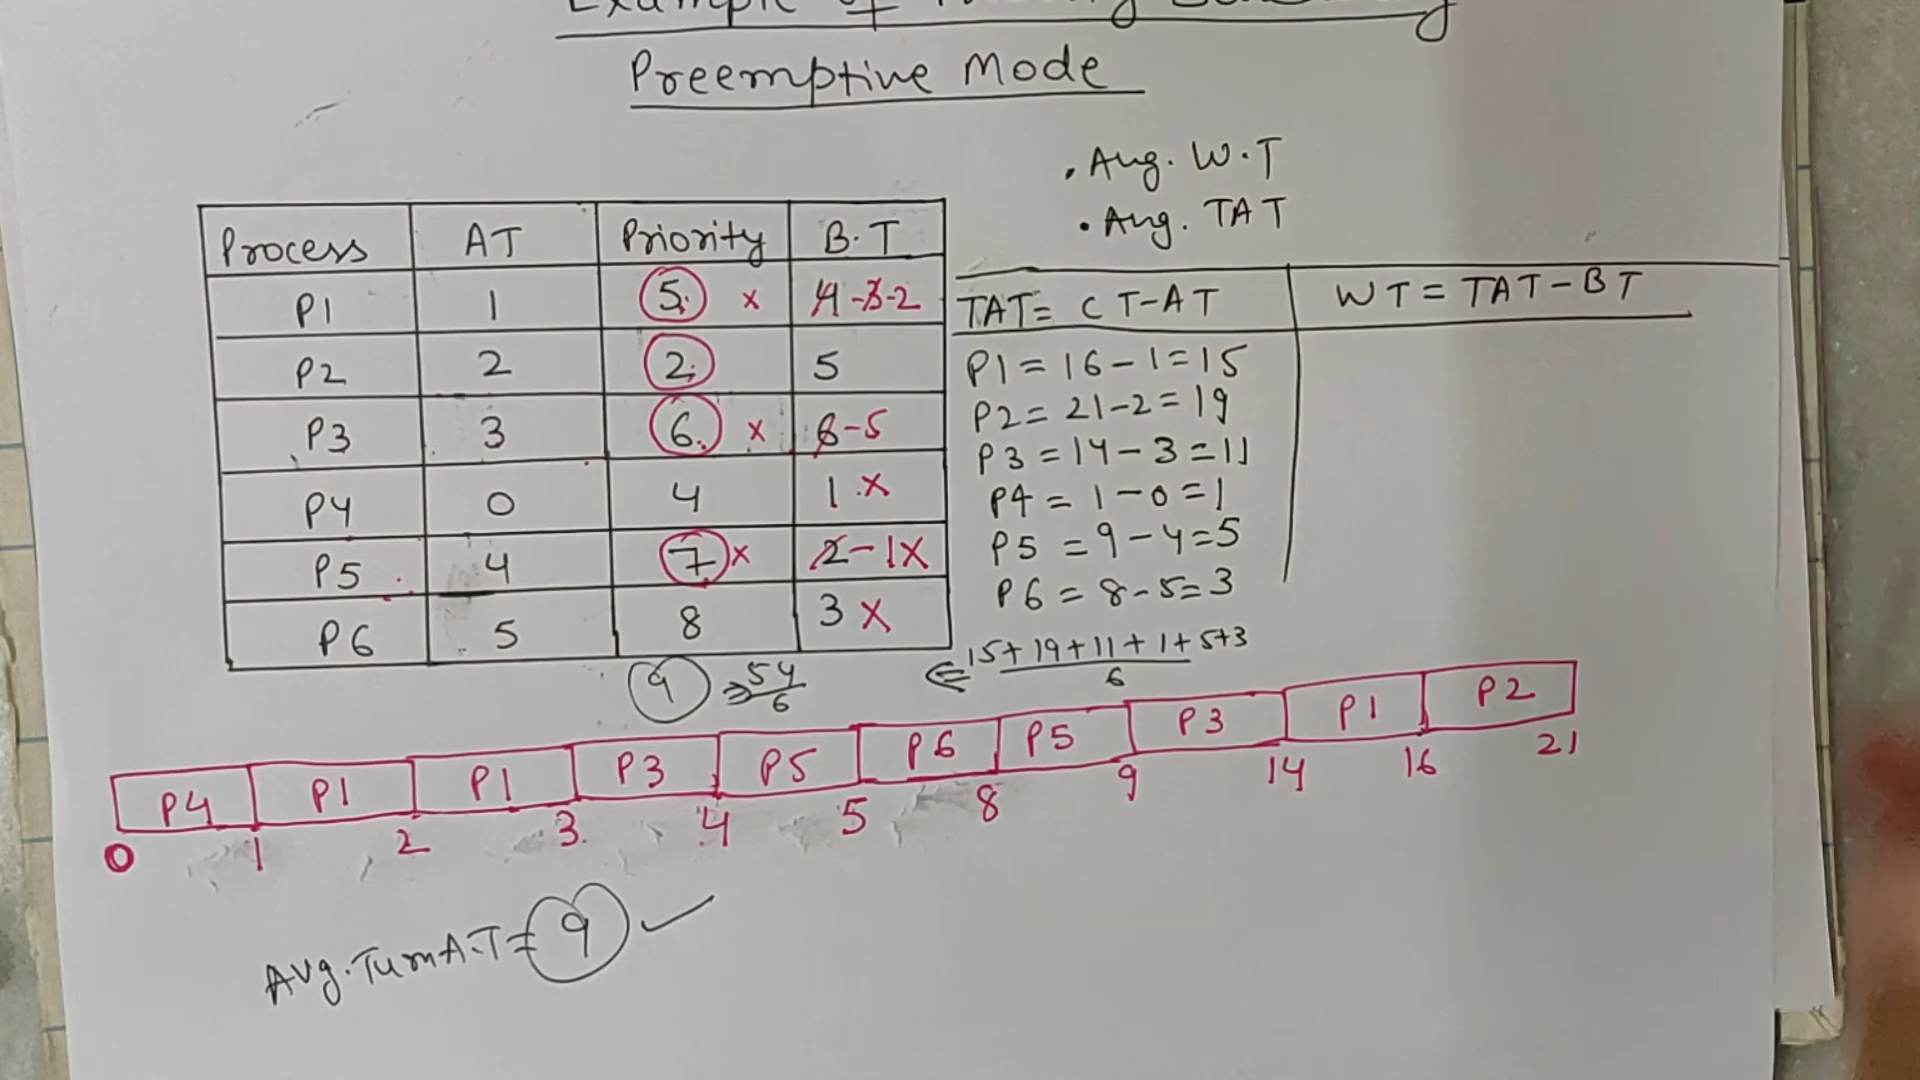 Example of Priority Scheduling
Preemptive Mode
. Avg. W.T
. Avg. TAT
Process AT Priority B.T
P1 1 5. x 4-3-2
P2 2 2. 5
P3 3 6. x 6-5
P4 0 4 1 x
P5 4 7 x 2-1x
P6 5 8 3 x
TAT= CT-AT
P1 = 16-1=15
P2= 21-2=19
P3 =14-3=11
P4 = 1-0=1
P5 =9-4=5
P6 = 8-5=3
WT = TAT-BT
15+19+11+1+5+3
6
54
6
9
P4 P1 P1 P3 P5 P6 P5 P3 P1 P2
0 1 2 3. 4 5 8 9 14 16 21
Avg.TurnA.T= 9